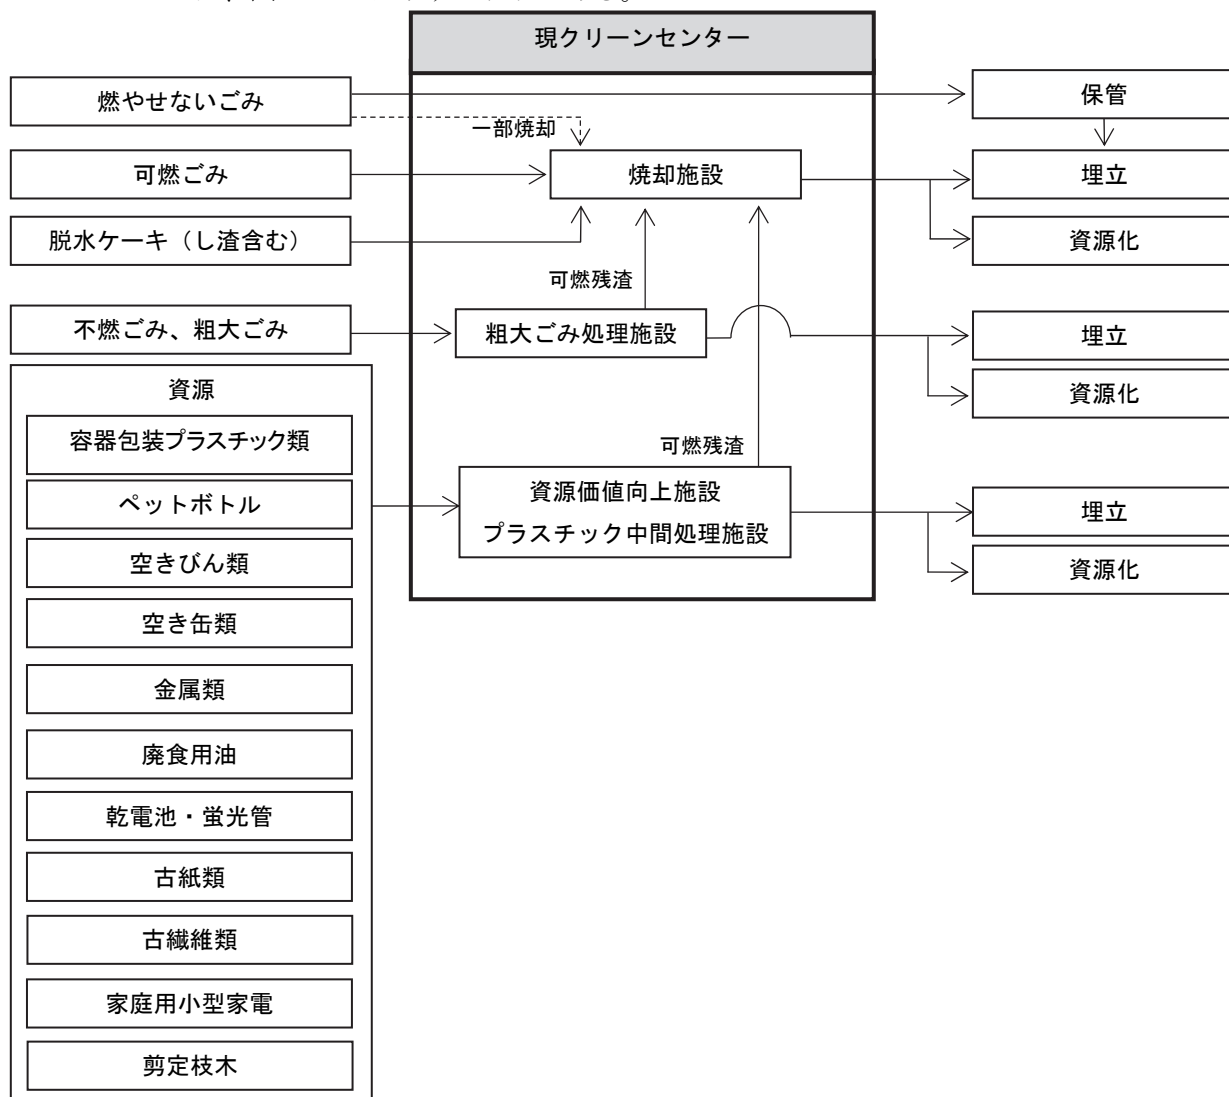 現クリーンセンター
燃やせないごみ
保管
一部焼却
可燃ごみ
焼却施設
埋立
脱水ケーキ（し渣含む）
資源化
可燃残渣
不燃ごみ、粗大ごみ
粗大ごみ処理施設
埋立
資源化
資源
容器包装プラスチック類
可燃残渣
ペットボトル
資源価値向上施設
プラスチック中間処理施設
埋立
資源化
空きびん類
空き缶類
金属類
廃食用油
乾電池・蛍光管
古紙類
古繊維類
家庭用小型家電
剪定枝木